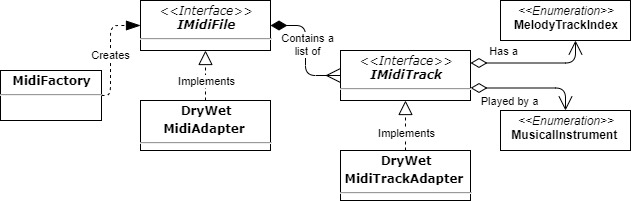 <<Interface>>
IMidiFile
Contains a
list of
<<Enumeration>>
MelodyTrackIndex
Creates
Has a
<<Interface>>
IMidiTrack
MidiFactory
Implements
Played by a
DryWet
MidiAdapter
<<Enumeration>>
MusicalInstrument
Implements
DryWet
MidiTrackAdapter